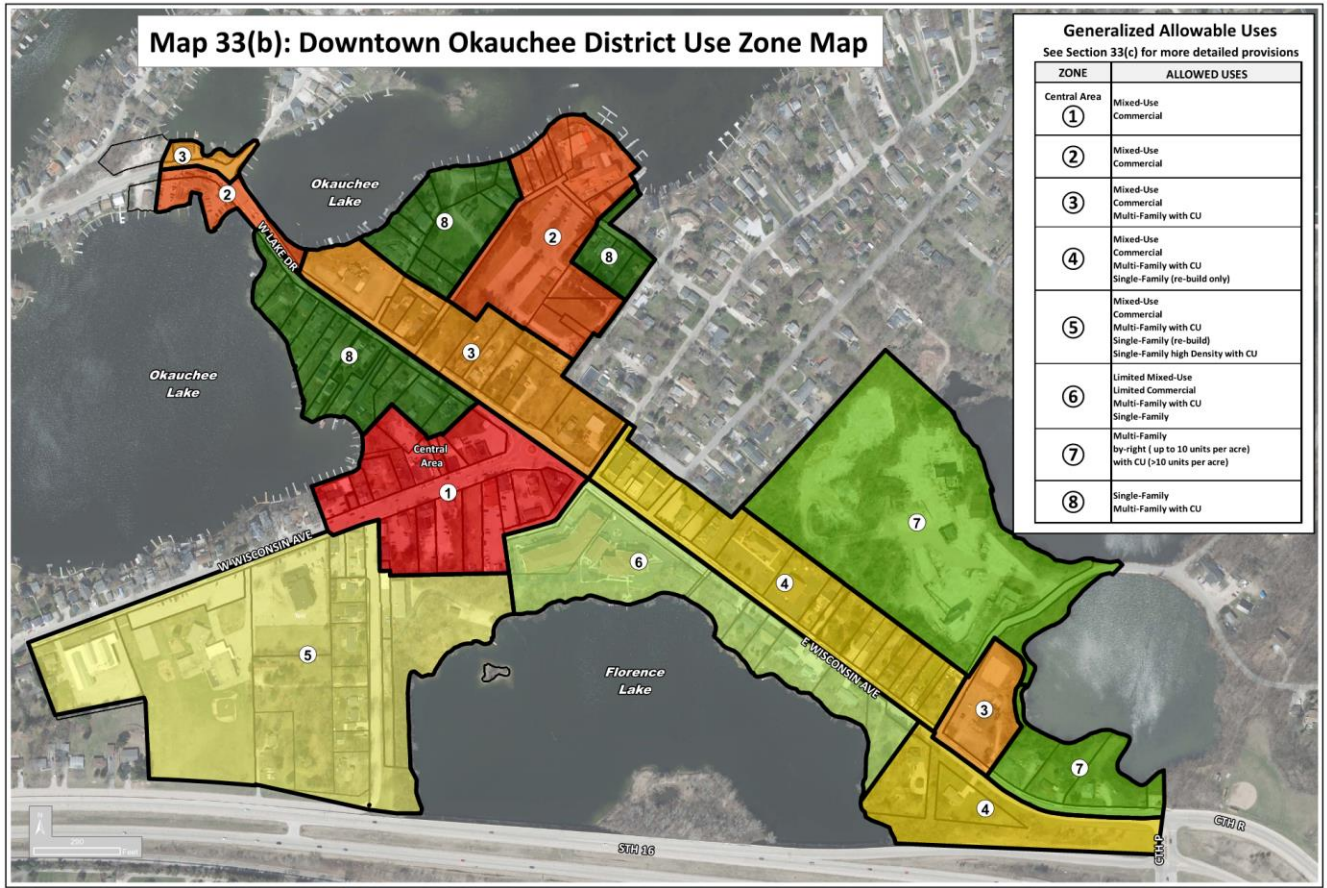 Map 33(b): Downtown Okauchee District Use Zone Map
Generalized Allowable Uses
See Section 33(c) for more detailed provisions
ZONE ALLOWED USES
Central Area
1
Mixed-Use
Commercial
2
Mixed-Use
Commercial
3
Mixed-Use
Commercial
Multi-Family with CU
4
Mixed-Use
Commercial
Multi-Family with CU
Single-Family (re-build only)
5
Mixed-Use
Commercial
Multi-Family with CU
Single-Family (re-build)
Single-Family high Density with CU
6
Limited Mixed-Use
Limited Commercial
Multi-Family with CU
Single-Family
7
Multi-Family
by-right ( up to 10 units per acre)
with CU (>10 units per acre)
8
Single-Family
Multi-Family with CU
3
2
Okauchee
Lake
8
2
8
W LAKE DR
3
8
Okauchee
Lake
Central
Area
1
W WISCONSIN AVE
7
6
4
5
E WISCONSIN AVE
Florence
Lake
3
7
4
N
290
Feet
STH 16
CTH P
CTH R